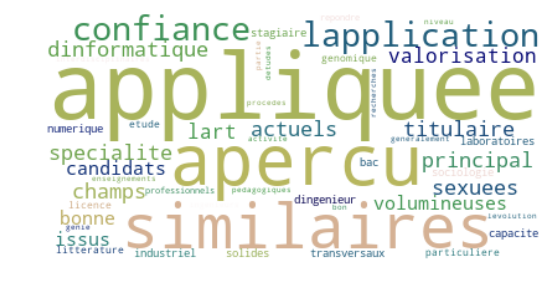 repondre niveau
confiance stagiaire lapplication
dinformatique partie detudes genomique valorisation
appliquee
recherches
procedes
numerique etude lart actuels titulaire
activite generalement laboratoires
specialite apercu bac principal
candidats sociologie
enseignements
champs professionnels pedagogiques sexuees
licence dingenieur volumineuses
bonne similaires bon levolution
genie capacite
issus
litterature industriel solides transversaux particuliere